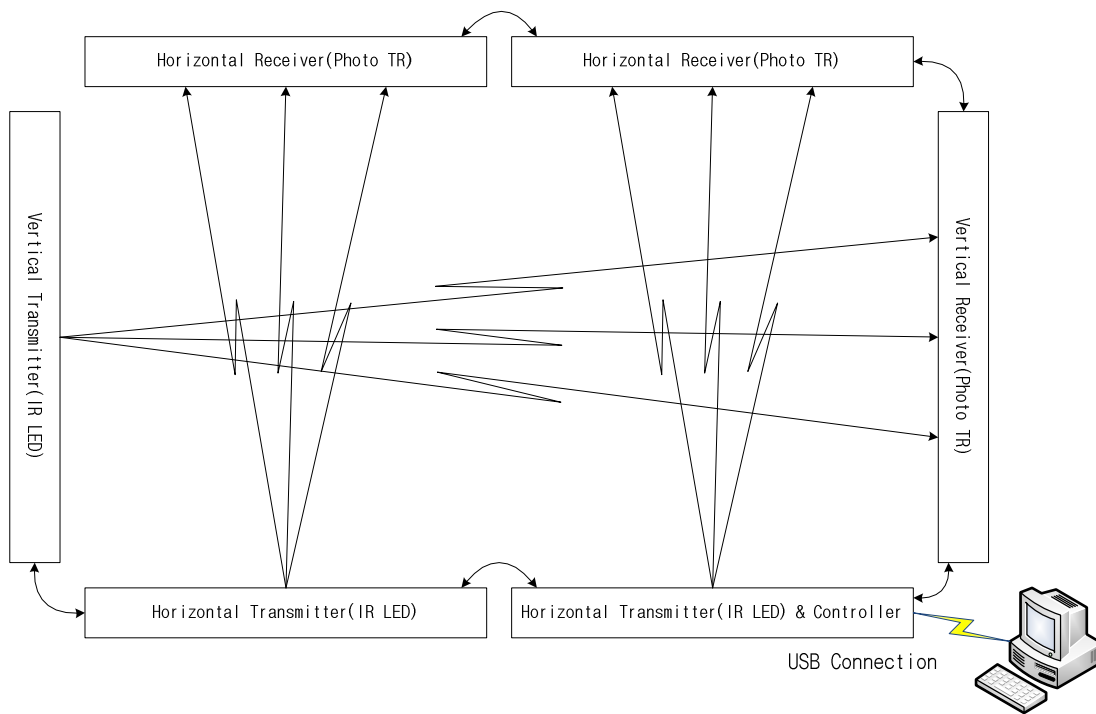 Horizontal Receiver(Photo TR)
Horizontal Receiver(Photo TR)
Vertical Transmitter(IR LED)
Vertical Receiver(Photo TR)
Horizontal Transmitter(IR LED)
Horizontal Transmitter(IR LED) & Controller
USB Connection